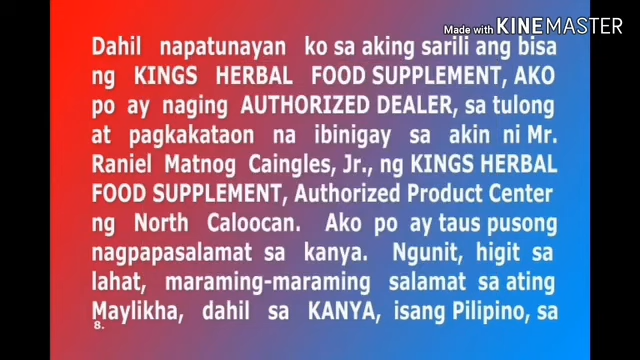 Made with KINEMASTER
Dahil napatunayan ko sa aking sarili ang bisa
ng KINGS HERBAL FOOD SUPPLEMENT, AKO
po ay naging AUTHORIZED DEALER, sa tulong
at pagkakataon na ibinigay sa akin ni Mr.
Raniel Matnog Caingles, Jr., ng KINGS HERBAL
FOOD SUPPLEMENT, Authorized Product Center
ng North Caloocan. Ako po ay taus pusong
nagpapasalamat sa kanya. Ngunit, higit sa
lahat, maraming-maraming salamat sa ating
Maylikha, dahil sa KANYA, isang Pilipino, sa
8.